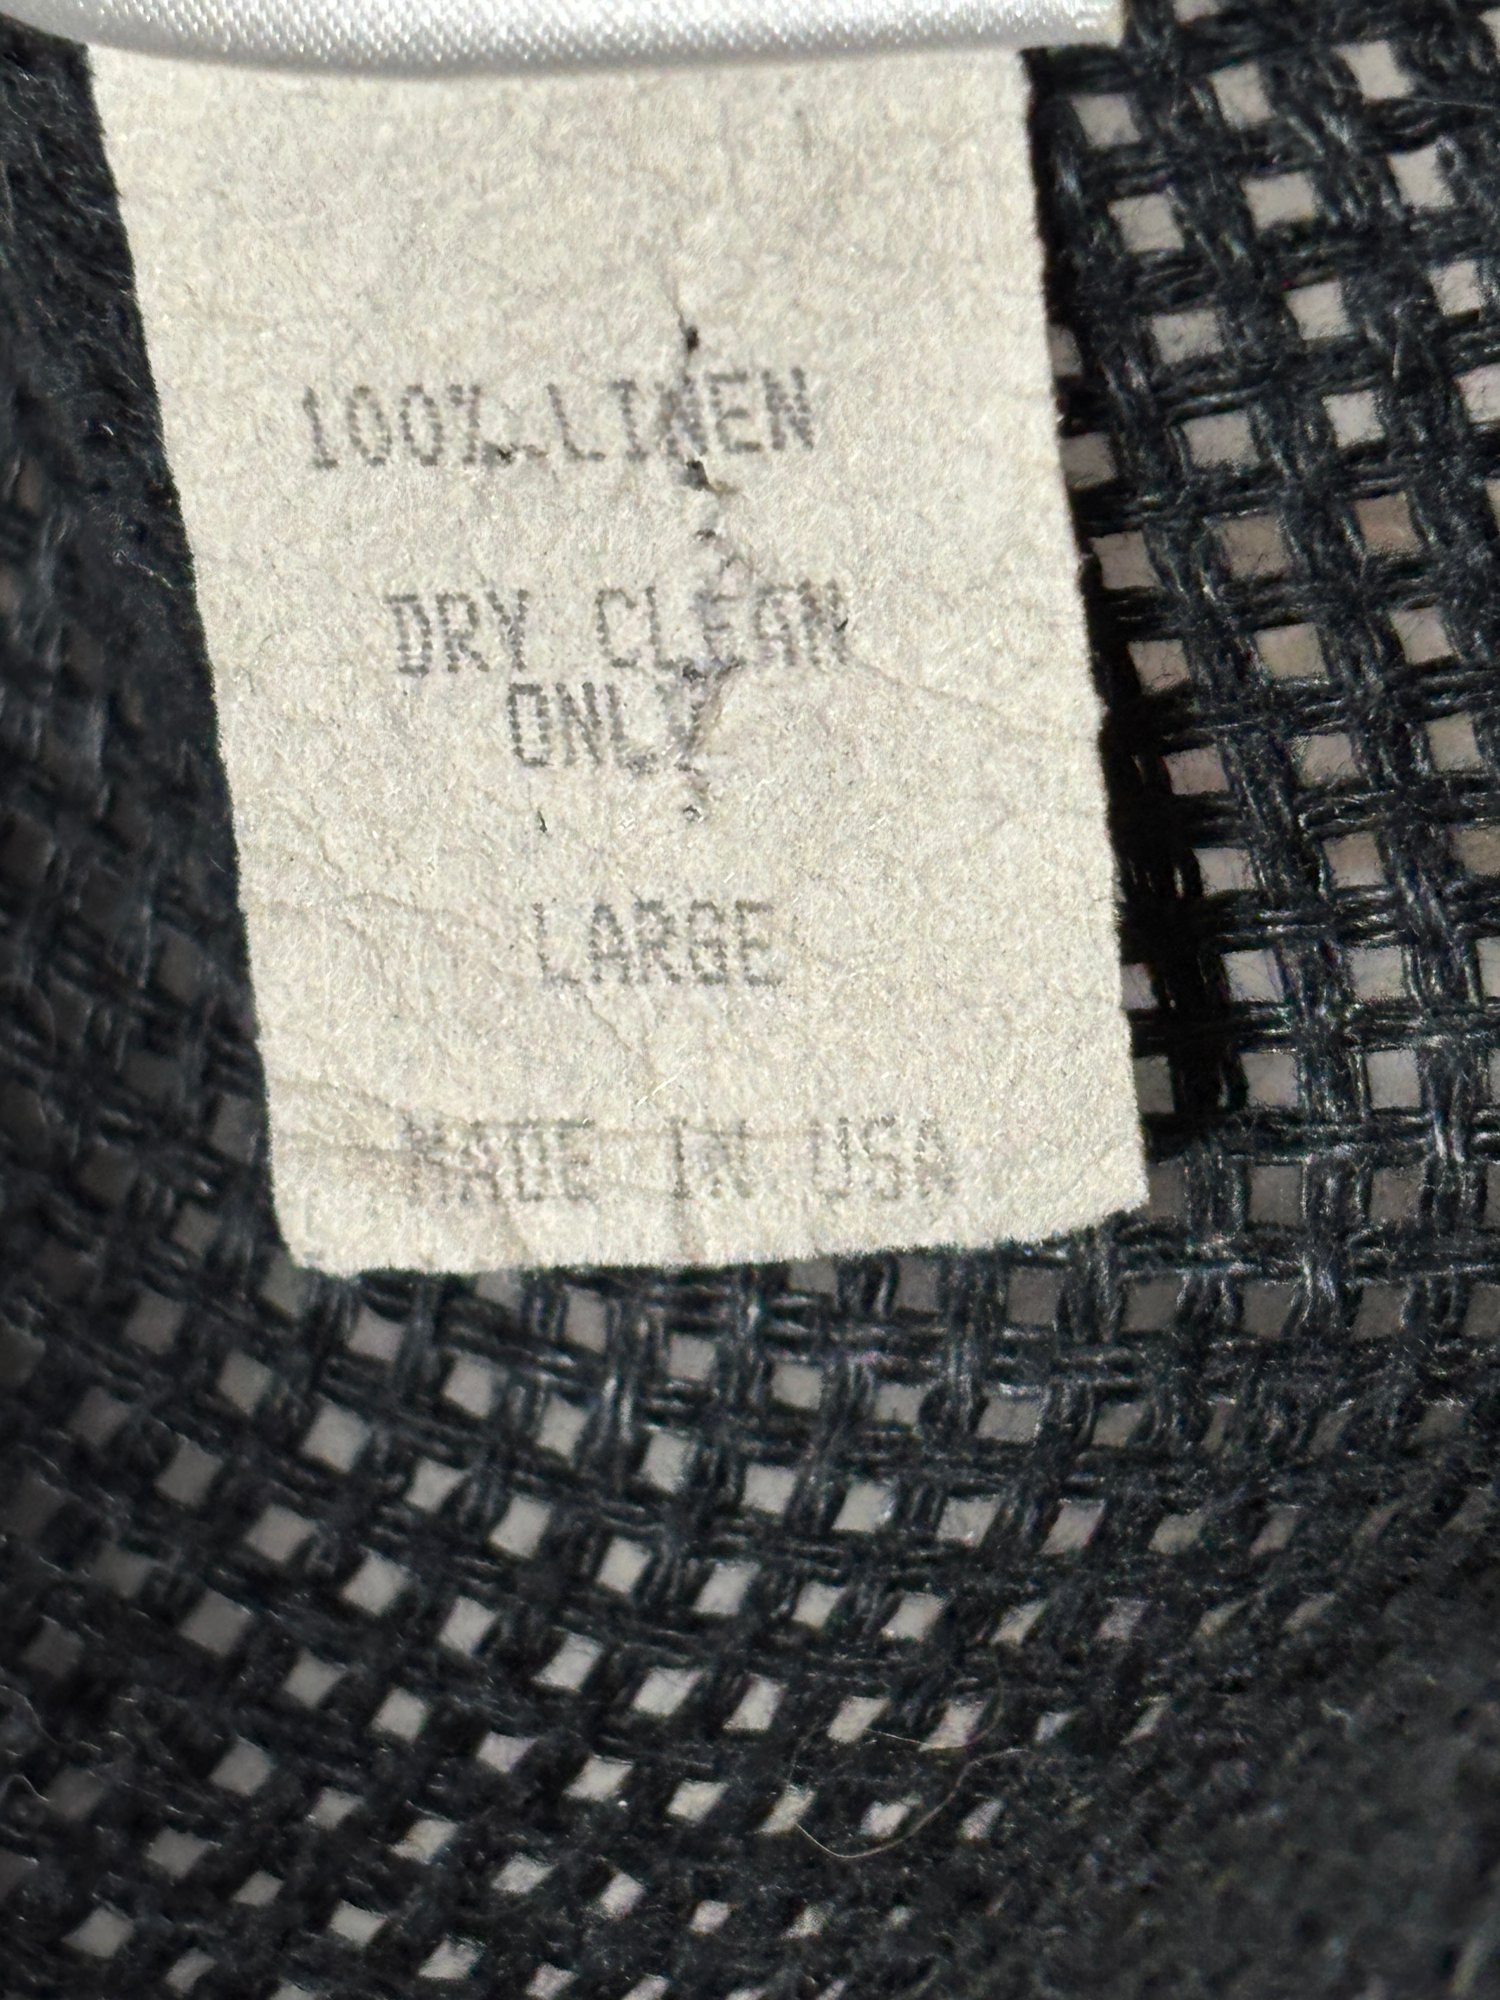 100% LINEN
DRY CLEAN
ONLY
LARGE
MADE IN USA